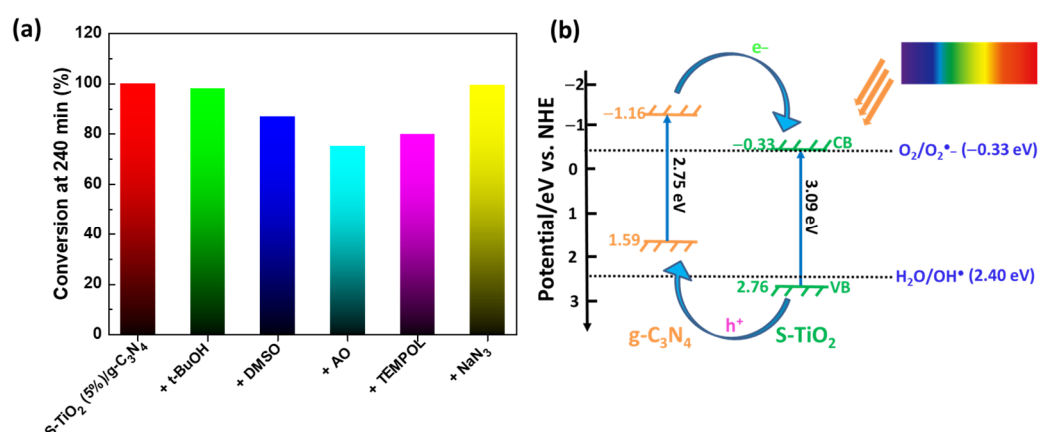 (a)
Conversion at 240 min (%)
120
100
80
60
40
20
0
S-TiO₂ (5%)/g-C₃N₄
+ t-BuOH
+ DMSO
+ AO
+ TEMPOL
+ NaN₃
(b)
Potential/eV vs. NHE
−2
−1
0
1
2
3
e−
−1.16
2.75 eV
1.59
g-C₃N₄
−0.33
CB
3.09 eV
2.76
VB
S-TiO₂
h⁺
O₂/O₂•− (−0.33 eV)
H₂O/OH• (2.40 eV)